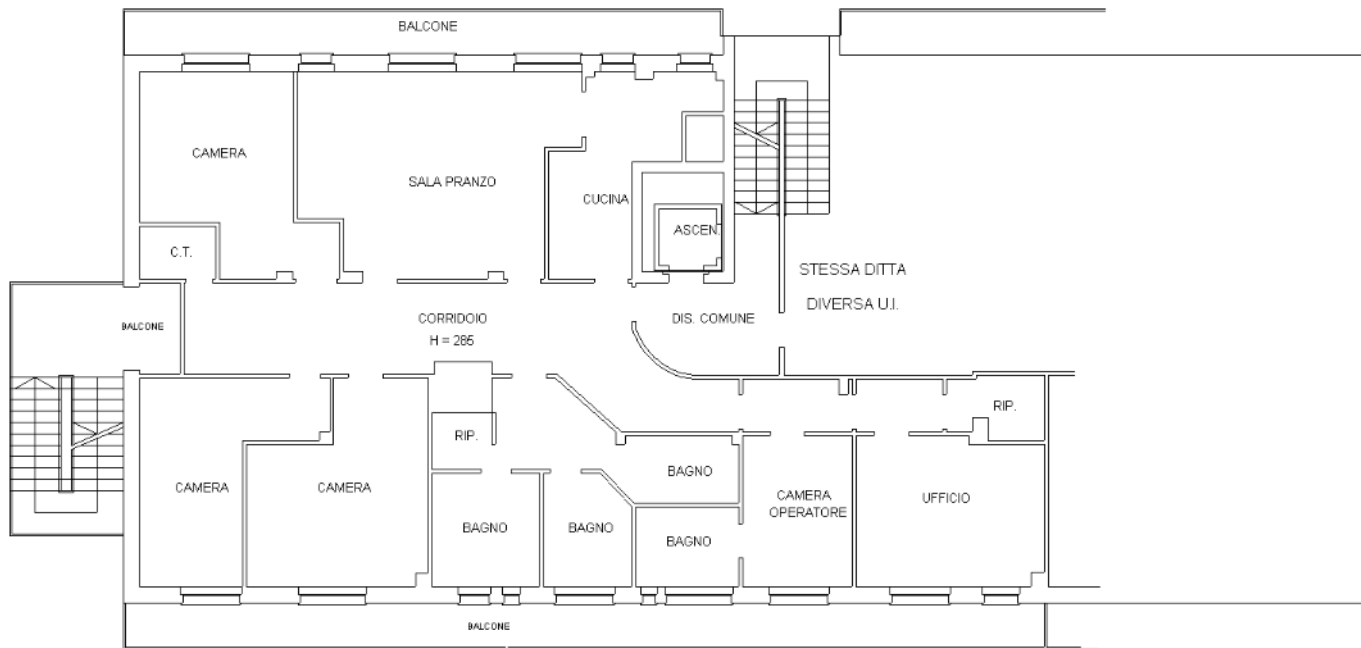 BALCONE
CAMERA
SALA PRANZO
CUCINA
ASCEN.
C.T.
STESSA DITTA
DIVERSA U.I.
BALCONE
CORRIDOIO
H = 285
DIS. COMUNE
RIP.
RIP.
CAMERA
CAMERA
BAGNO
CAMERA
OPERATORE
UFFICIO
BAGNO
BAGNO
BAGNO
BALCONE